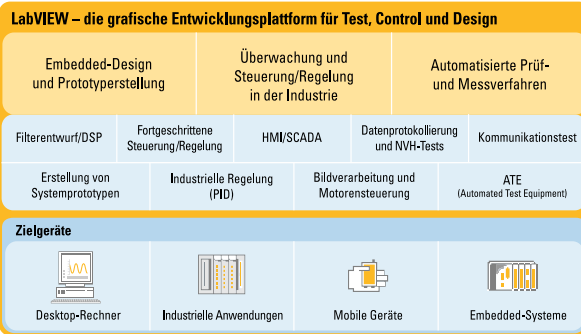 LabVIEW – die grafische Entwicklungsplattform für Test, Control und Design
Embedded-Design
und Prototyperstellung
Überwachung und
Steuerung/Regelung
in der Industrie
Automatisierte Prüf-
und Messverfahren
Filterentwurf/DSP
Fortgeschrittene
Steuerung/Regelung
HMI/SCADA
Datenprotokollierung
und NVH-Tests
Kommunikationstest
Erstellung von
Systemprototypen
Industrielle Regelung
(PID)
Bildverarbeitung und
Motorensteuerung
ATE
(Automated Test Equipment)
Zielgeräte
Desktop-Rechner
Industrielle Anwendungen
Mobile Geräte
Embedded-Systeme